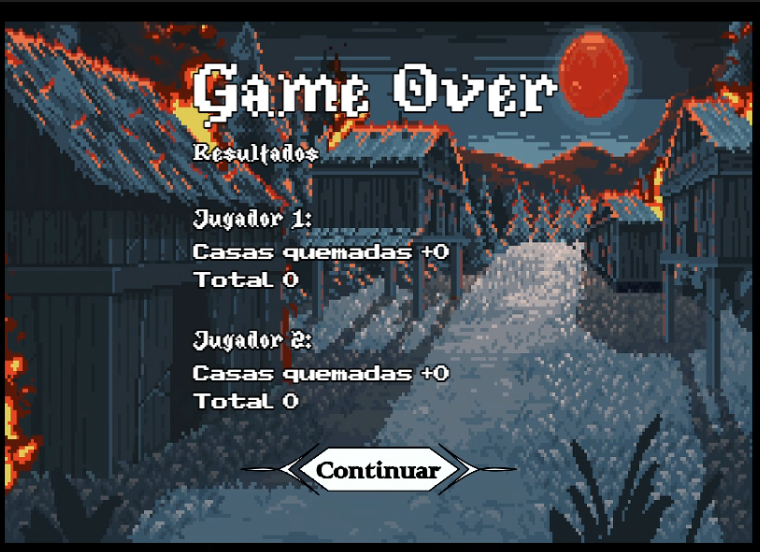 Game Over
Resultados
Jugador 1:
Casas quemadas +0
Total 0
Jugador 2:
Casas quemadas +0
Total 0
Continuar